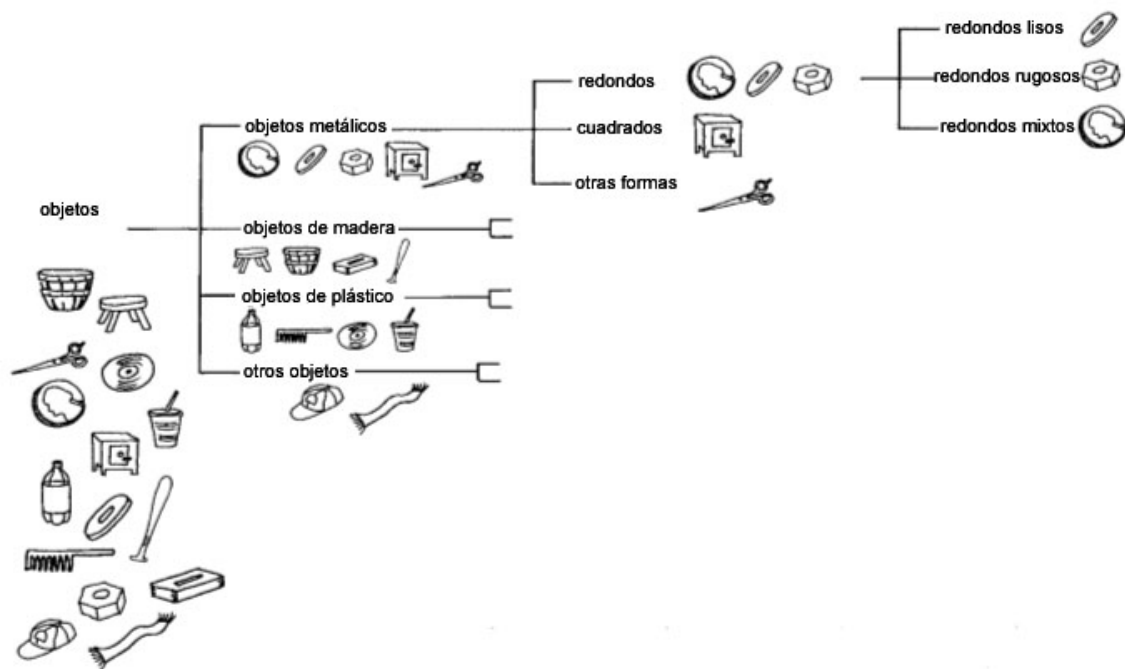 redondos lisos
redondos
redondos rugosos
objetos metálicos
cuadrados
redondos mixtos
otras formas
objetos
objetos de madera
objetos de plástico
otros objetos